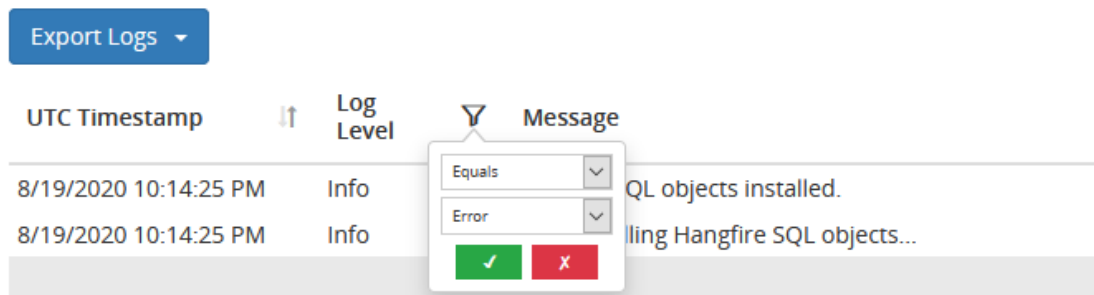 Export Logs
UTC Timestamp Log Level Message
Equals
8/19/2020 10:14:25 PM Info QL objects installed.
Error
8/19/2020 10:14:25 PM Info lling Hangfire SQL objects...